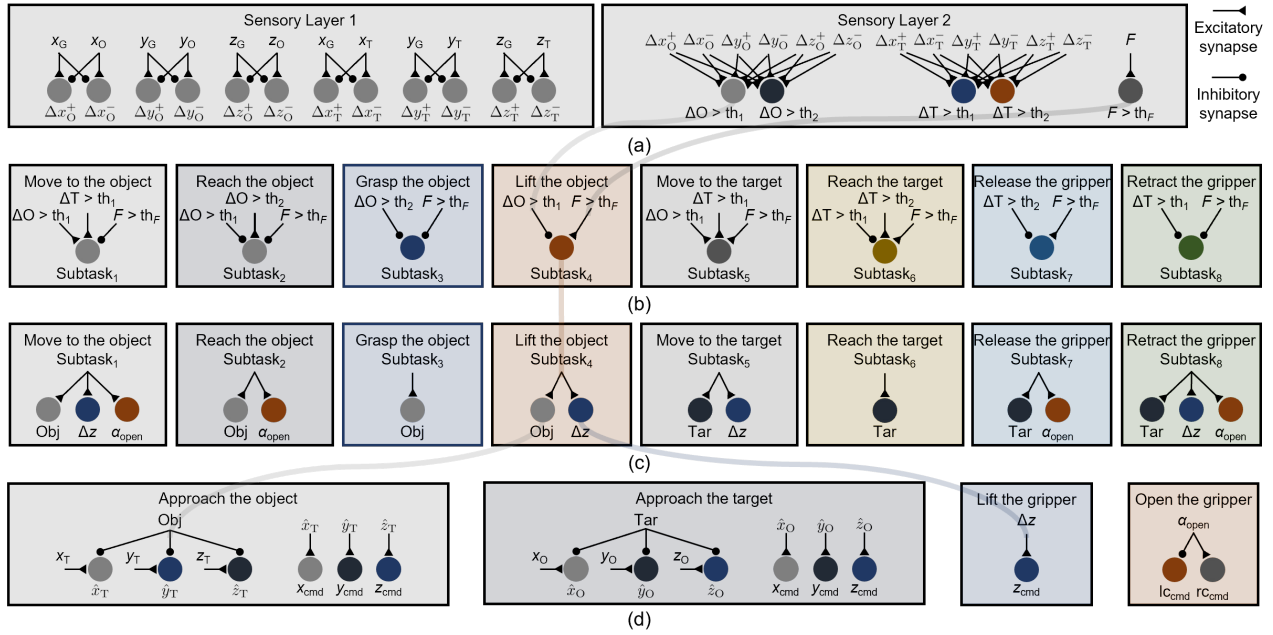 Sensory Layer 1
x_G x_O y_G y_O z_G z_O x_G x_T y_G y_T z_G z_T
Δx_O^+ Δx_O^- Δy_O^+ Δy_O^- Δz_O^+ Δz_O^- Δx_T^+ Δx_T^- Δy_T^+ Δy_T^- Δz_T^+ Δz_T^-
Sensory Layer 2
Δx_O^+ Δx_O^- Δy_O^+ Δy_O^- Δz_O^+ Δz_O^- Δx_T^+ Δx_T^- Δy_T^+ Δy_T^- Δz_T^+ Δz_T^- F
ΔO > th_1 ΔO > th_2 ΔT > th_1 ΔT > th_2 F > th_F
Excitatory
synapse
Inhibitory
synapse
(a)
Move to the object
ΔT > th_1
ΔO > th_1 F > th_F
Subtask_1
Reach the object
ΔO > th_2
ΔO > th_1 F > th_F
Subtask_2
Grasp the object
ΔO > th_2 F > th_F
Subtask_3
Lift the object
ΔO > th_1 F > th_F
Subtask_4
Move to the target
ΔT > th_1
ΔO > th_1 F > th_F
Subtask_5
Reach the target
ΔT > th_2
ΔT > th_1 F > th_F
Subtask_6
Release the gripper
ΔT > th_2 F > th_F
Subtask_7
Retract the gripper
ΔT > th_1 F > th_F
Subtask_8
(b)
Move to the object
Subtask_1
Obj Δz α_open
Reach the object
Subtask_2
Obj α_open
Grasp the object
Subtask_3
Obj
Lift the object
Subtask_4
Obj Δz
Move to the target
Subtask_5
Tar Δz
Reach the target
Subtask_6
Tar
Release the gripper
Subtask_7
Tar α_open
Retract the gripper
Subtask_8
Tar Δz α_open
(c)
Approach the object
Obj x̂_T ŷ_T ẑ_T
x_T y_T z_T
x̂_T ŷ_T ẑ_T x_cmd y_cmd z_cmd
Approach the target
Tar x̂_O ŷ_O ẑ_O
x_O y_O z_O
x̂_O ŷ_O ẑ_O x_cmd y_cmd z_cmd
Lift the gripper
Δz
z_cmd
Open the gripper
α_open
lc_cmd rc_cmd
(d)